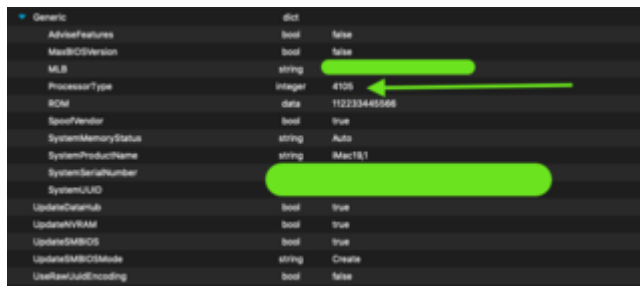 Generic dict
AdviseFeatures bool false
MaxBIOSVersion bool false
MLB string
ProcessorType integer 4105
ROM data 112233445566
SpoofVendor bool true
SystemMemoryStatus string Auto
SystemProductName string iMac19,1
SystemSerialNumber
SystemUUID
UpdateDataHub bool true
UpdateNVRAM bool true
UpdateSMBIOS bool true
UpdateSMBIOSMode string Create
UseRawUuidEncoding bool false